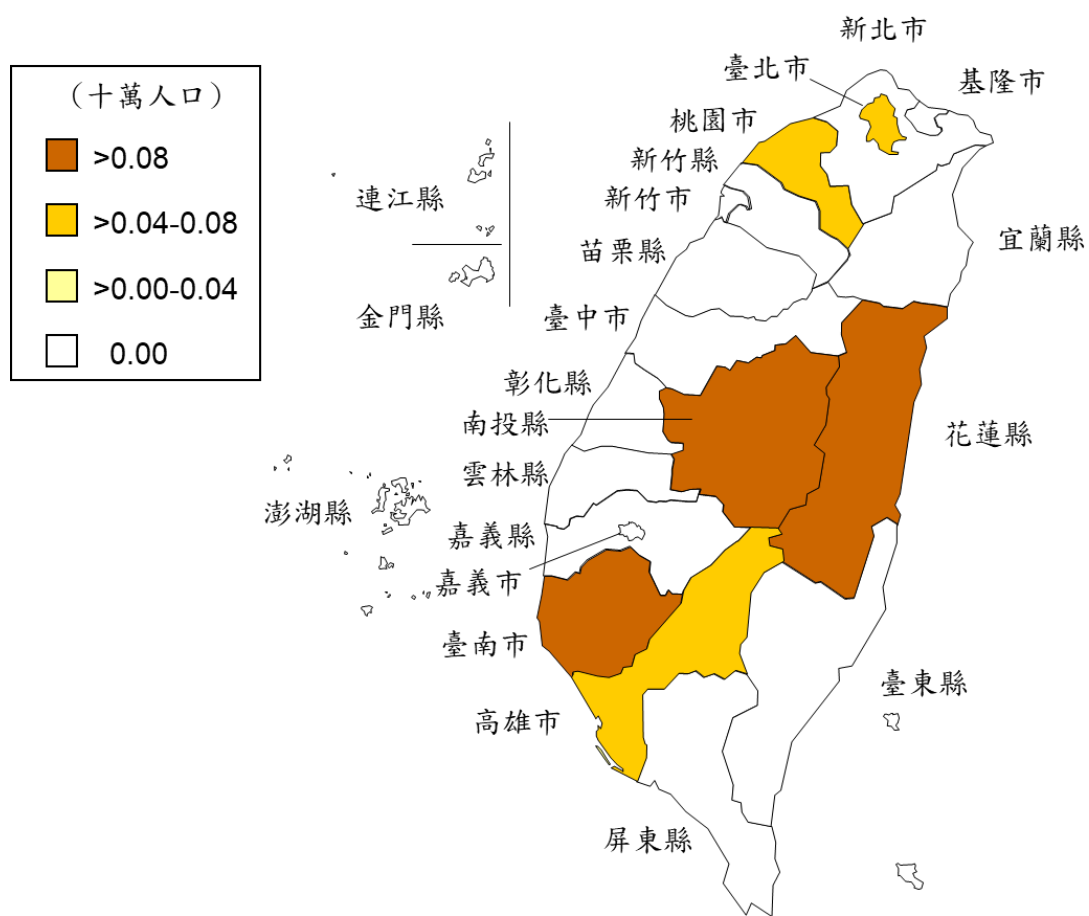 （十萬人口）
>0.08
>0.04-0.08
>0.00-0.04
0.00
新北市
臺北市
基隆市
桃園市
新竹縣
新竹市
連江縣
苗栗縣
宜蘭縣
金門縣
臺中市
彰化縣
南投縣
花蓮縣
雲林縣
澎湖縣
嘉義縣
嘉義市
臺南市
臺東縣
高雄市
屏東縣